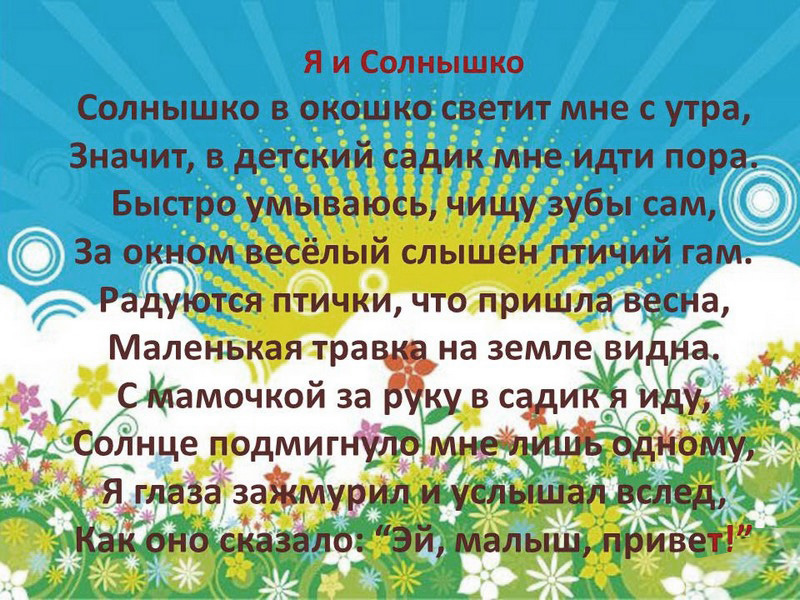 Я и Солнышко
Солнышко в окошко светит мне с утра,
Значит, в детский садик мне идти пора.
Быстро умываюсь, чищу зубы сам,
За окном весёлый слышен птичий гам.
Радуются птички, что пришла весна,
Маленькая травка на земле видна.
С мамочкой за руку в садик я иду,
Солнце подмигнуло мне лишь одному,
Я глаза зажмурил и услышал вслед,
Как оно сказало: “Эй, малыш, привет!”